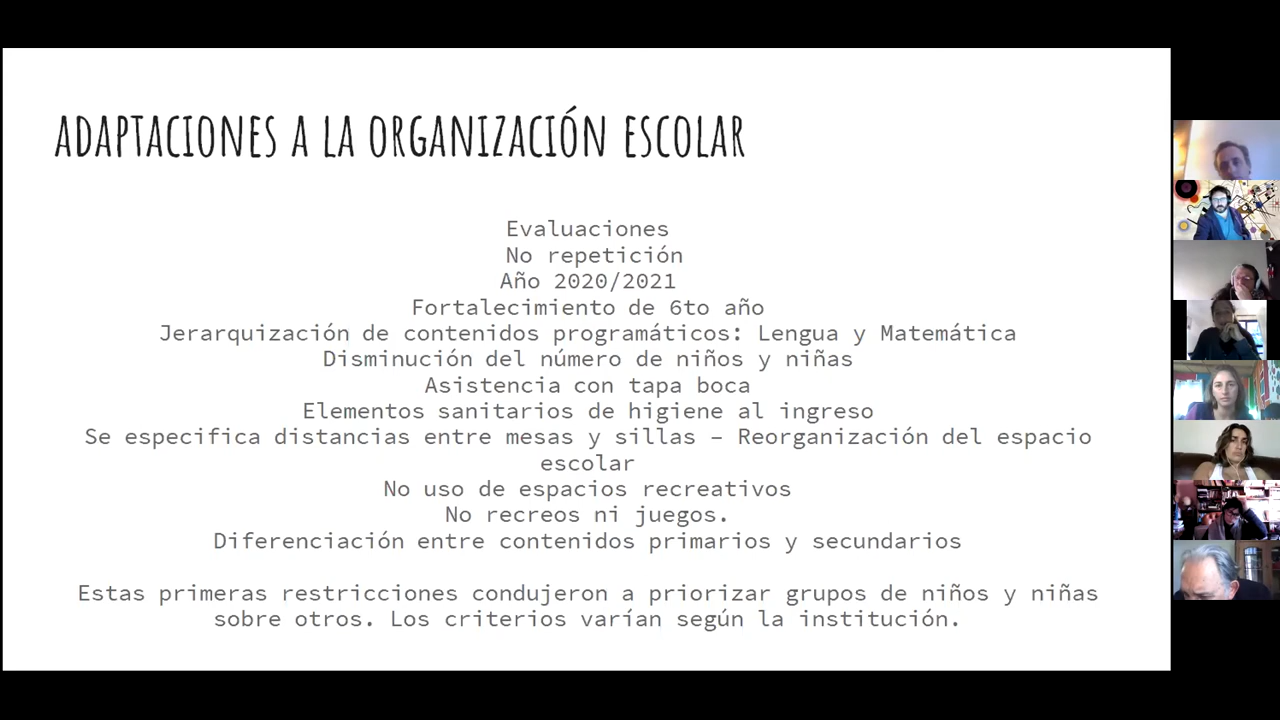 ADAPTACIONES A LA ORGANIZACIÓN ESCOLAR
Evaluaciones
No repetición
Año 2020/2021
Fortalecimiento de 6to año
Jerarquización de contenidos programáticos: Lengua y Matemática
Disminución del número de niños y niñas
Asistencia con tapa boca
Elementos sanitarios de higiene al ingreso
Se especifica distancias entre mesas y sillas – Reorganización del espacio
escolar
No uso de espacios recreativos
No recreos ni juegos.
Diferenciación entre contenidos primarios y secundarios
Estas primeras restricciones condujeron a priorizar grupos de niños y niñas
sobre otros. Los criterios varían según la institución.